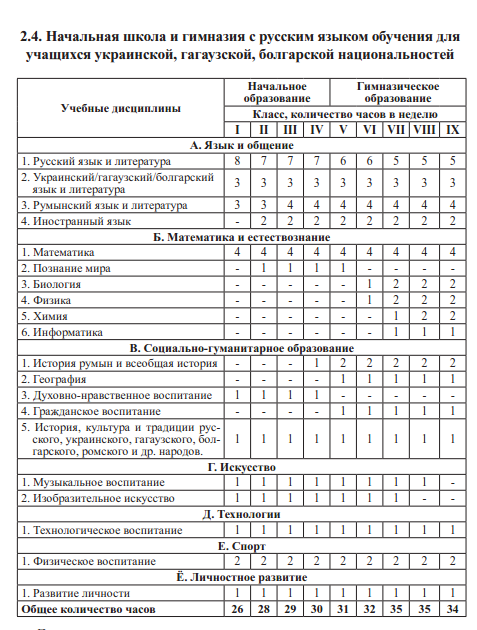 2.4. Начальная школа и гимназия с русским языком обучения для
учащихся украинской, гагаузской, болгарской национальностей
Учебные дисциплины
Начальное
образование
Гимназическое
образование
Класс, количество часов в неделю
I II III IV V VI VII VIII IX
А. Язык и общение
1. Русский язык и литература 8 7 7 7 6 6 5 5 5
2. Украинский/гагаузский/болгарский
язык и литература 3 3 3 3 3 3 3 3 3
3. Румынский язык и литература 3 3 4 4 4 4 4 4 4
4. Иностранный язык - 2 2 2 2 2 2 2 2
Б. Математика и естествознание
1. Математика 4 4 4 4 4 4 4 4 4
2. Познание мира - 1 1 1 1 - - - -
3. Биология - - - - - 1 2 2 2
4. Физика - - - - - 1 2 2 2
5. Химия - - - - - - 1 2 2
6. Информатика - - - - - - 1 1 1
В. Социально-гуманитарное образование
1. История румын и всеобщая история - - - 1 2 2 2 2 2
2. География - - - - 1 1 1 1 1
3. Духовно-нравственное воспитание 1 1 1 1 - - - - -
4. Гражданское воспитание - - - - 1 1 1 1 1
5. История, культура и традиции рус-
ского, украинского, гагаузского, бол-
гарского, ромского и др. народов. 1 1 1 1 1 1 1 1 1
Г. Искусство
1. Музыкальное воспитание 1 1 1 1 1 1 1 1 -
2. Изобразительное искусство 1 1 1 1 1 1 1 - -
Д. Технологии
1. Технологическое воспитание 1 1 1 1 1 1 1 1 1
Е. Спорт
1. Физическое воспитание 2 2 2 2 2 2 2 2 2
Ё. Личностное развитие
1. Развитие личности 1 1 1 1 1 1 1 1 1
Общее количество часов 26 28 29 30 31 32 35 35 34